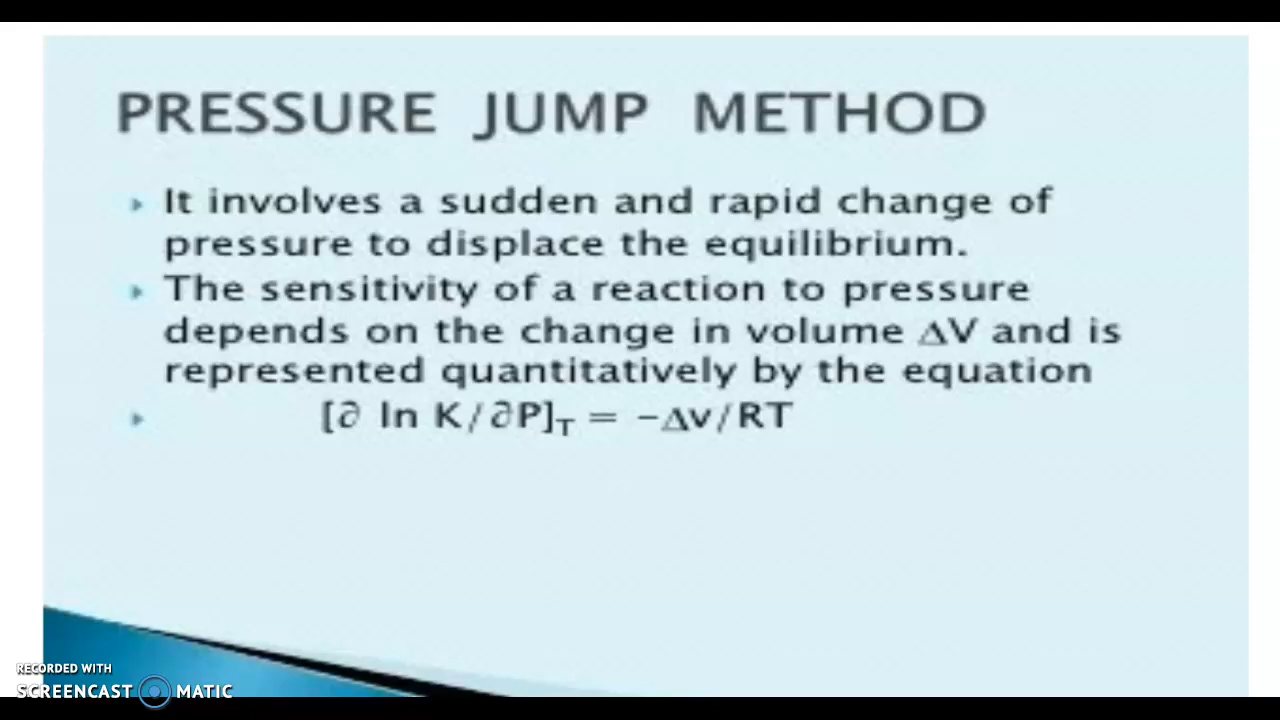 PRESSURE JUMP METHOD
It involves a sudden and rapid change of
pressure to displace the equilibrium.
The sensitivity of a reaction to pressure
depends on the change in volume ΔV and is
represented quantitatively by the equation
[∂ ln K/∂P]T = -Δv/RT
RECORDED WITH
SCREENCAST MATIC